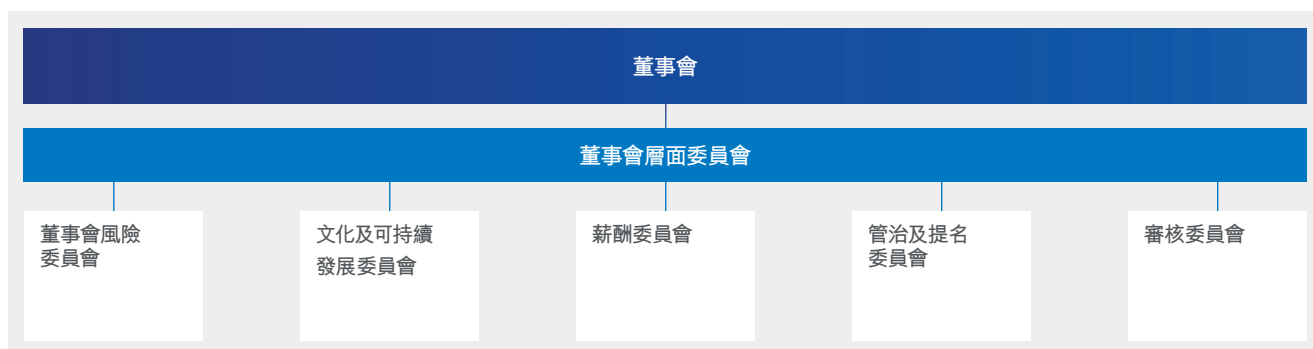 董事會
董事會層面委員會
董事會風險
委員會
文化及可持續
發展委員會
薪酬委員會
管治及提名
委員會
審核委員會